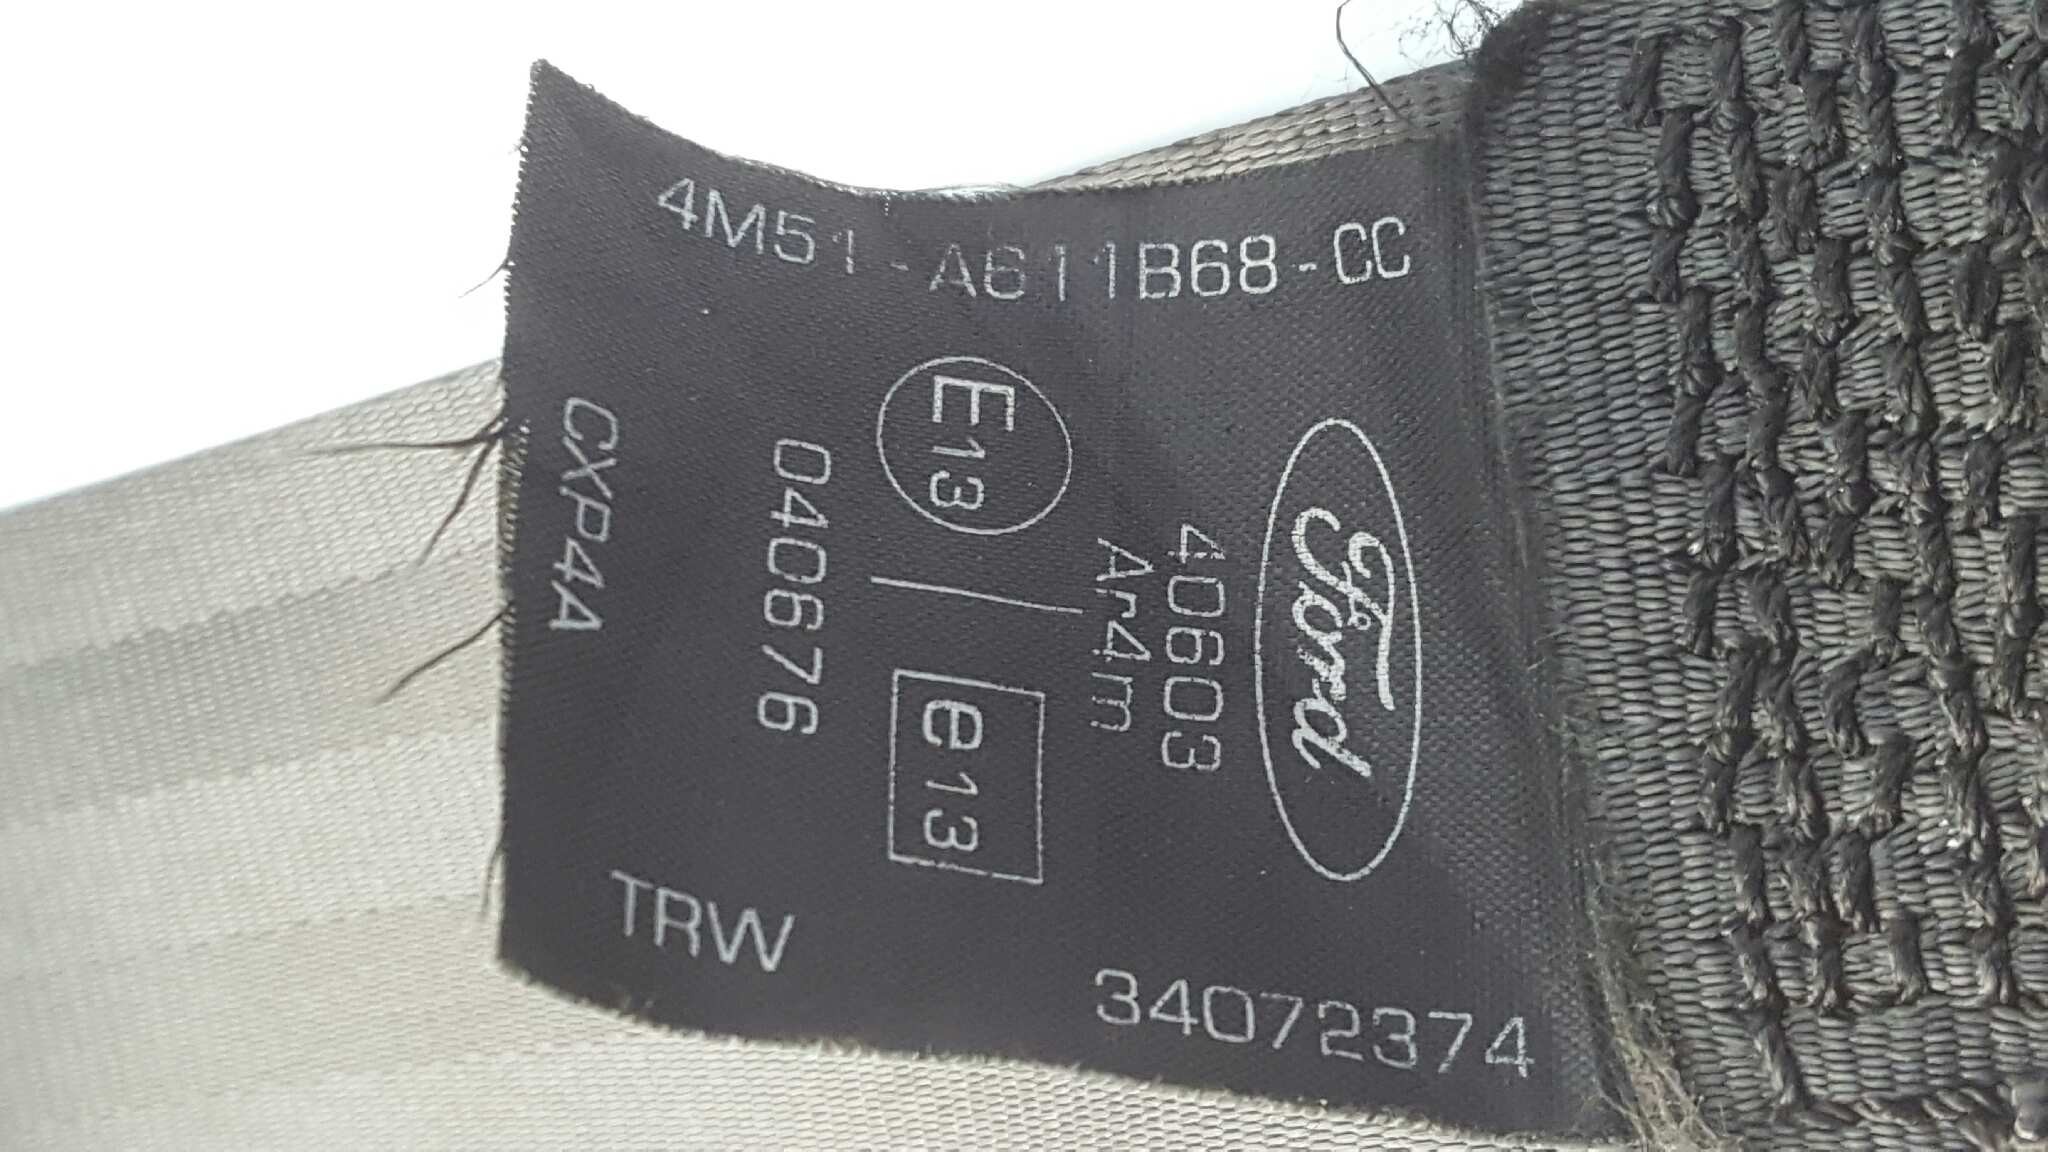 4M51-A611B68-CC
Ford
40603
Ar4m
E13
e13
040676
CXP4A
TRW
34072374